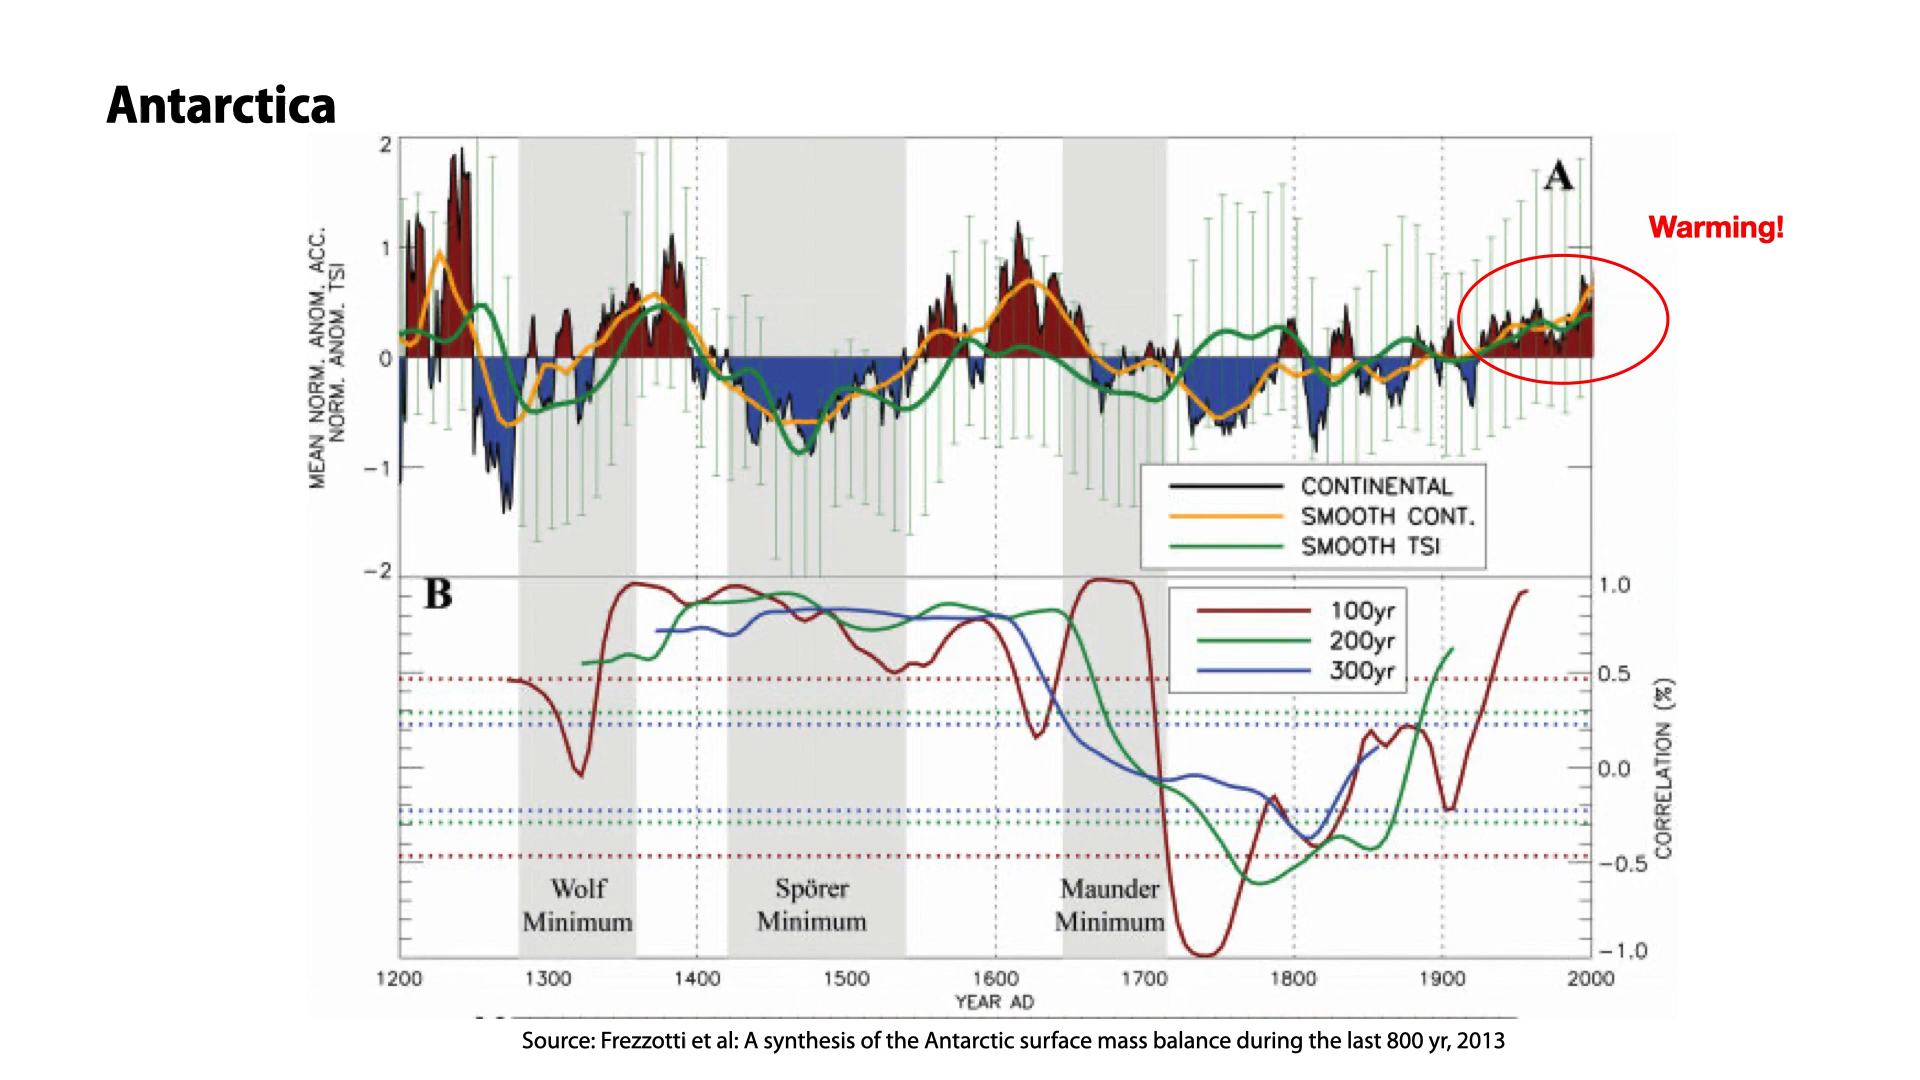 Antarctica
Warming!
MEAN NORM. ANOM. ACC.
NORM. ANOM. TSI
2
1
0
−1
−2
A
CONTINENTAL
SMOOTH CONT.
SMOOTH TSI
B
100yr
200yr
300yr
1.0
0.5
0.0
−0.5
−1.0
CORRELATION (%)
Wolf
Minimum
Spörer
Minimum
Maunder
Minimum
1200 1300 1400 1500 1600 1700 1800 1900 2000
YEAR AD
Source: Frezzotti et al: A synthesis of the Antarctic surface mass balance during the last 800 yr, 2013